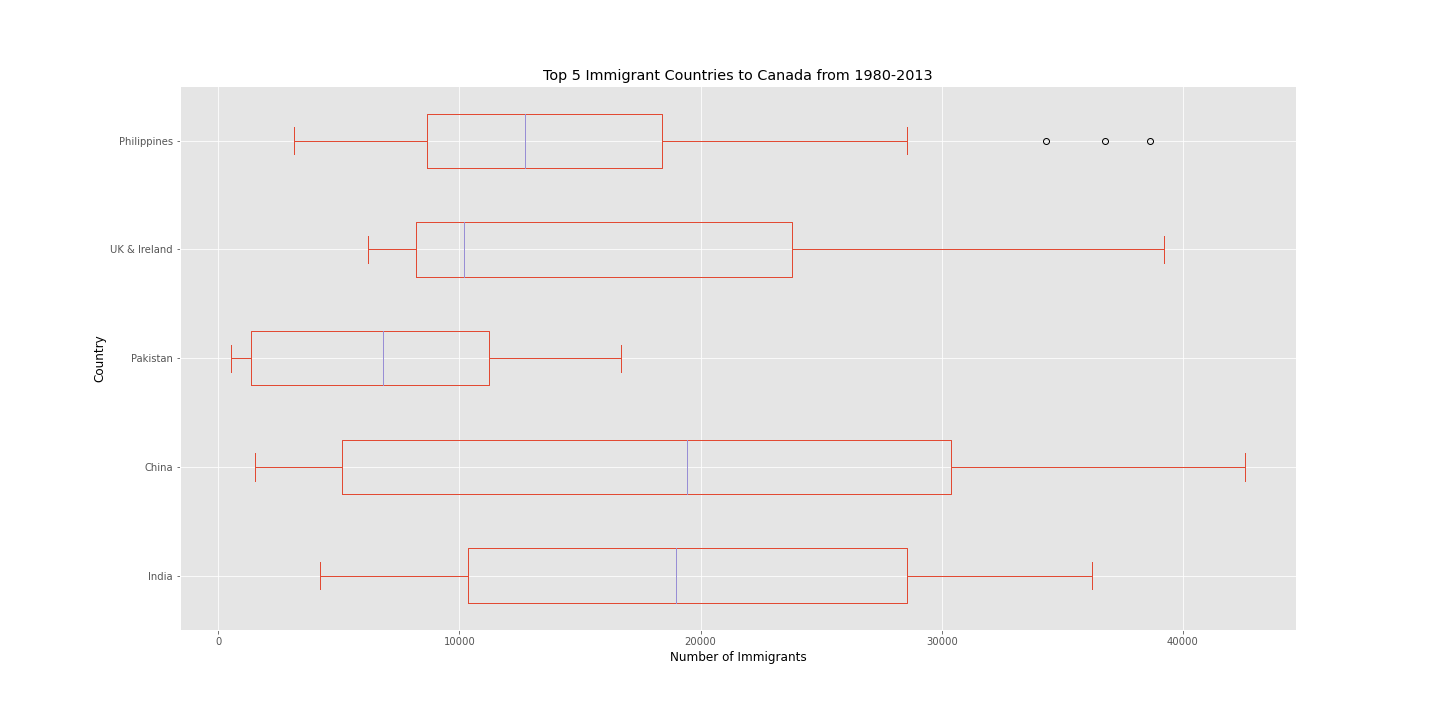 Top 5 Immigrant Countries to Canada from 1980-2013
Philippines
UK & Ireland
Pakistan
China
India
Country
0 10000 20000 30000 40000
Number of Immigrants